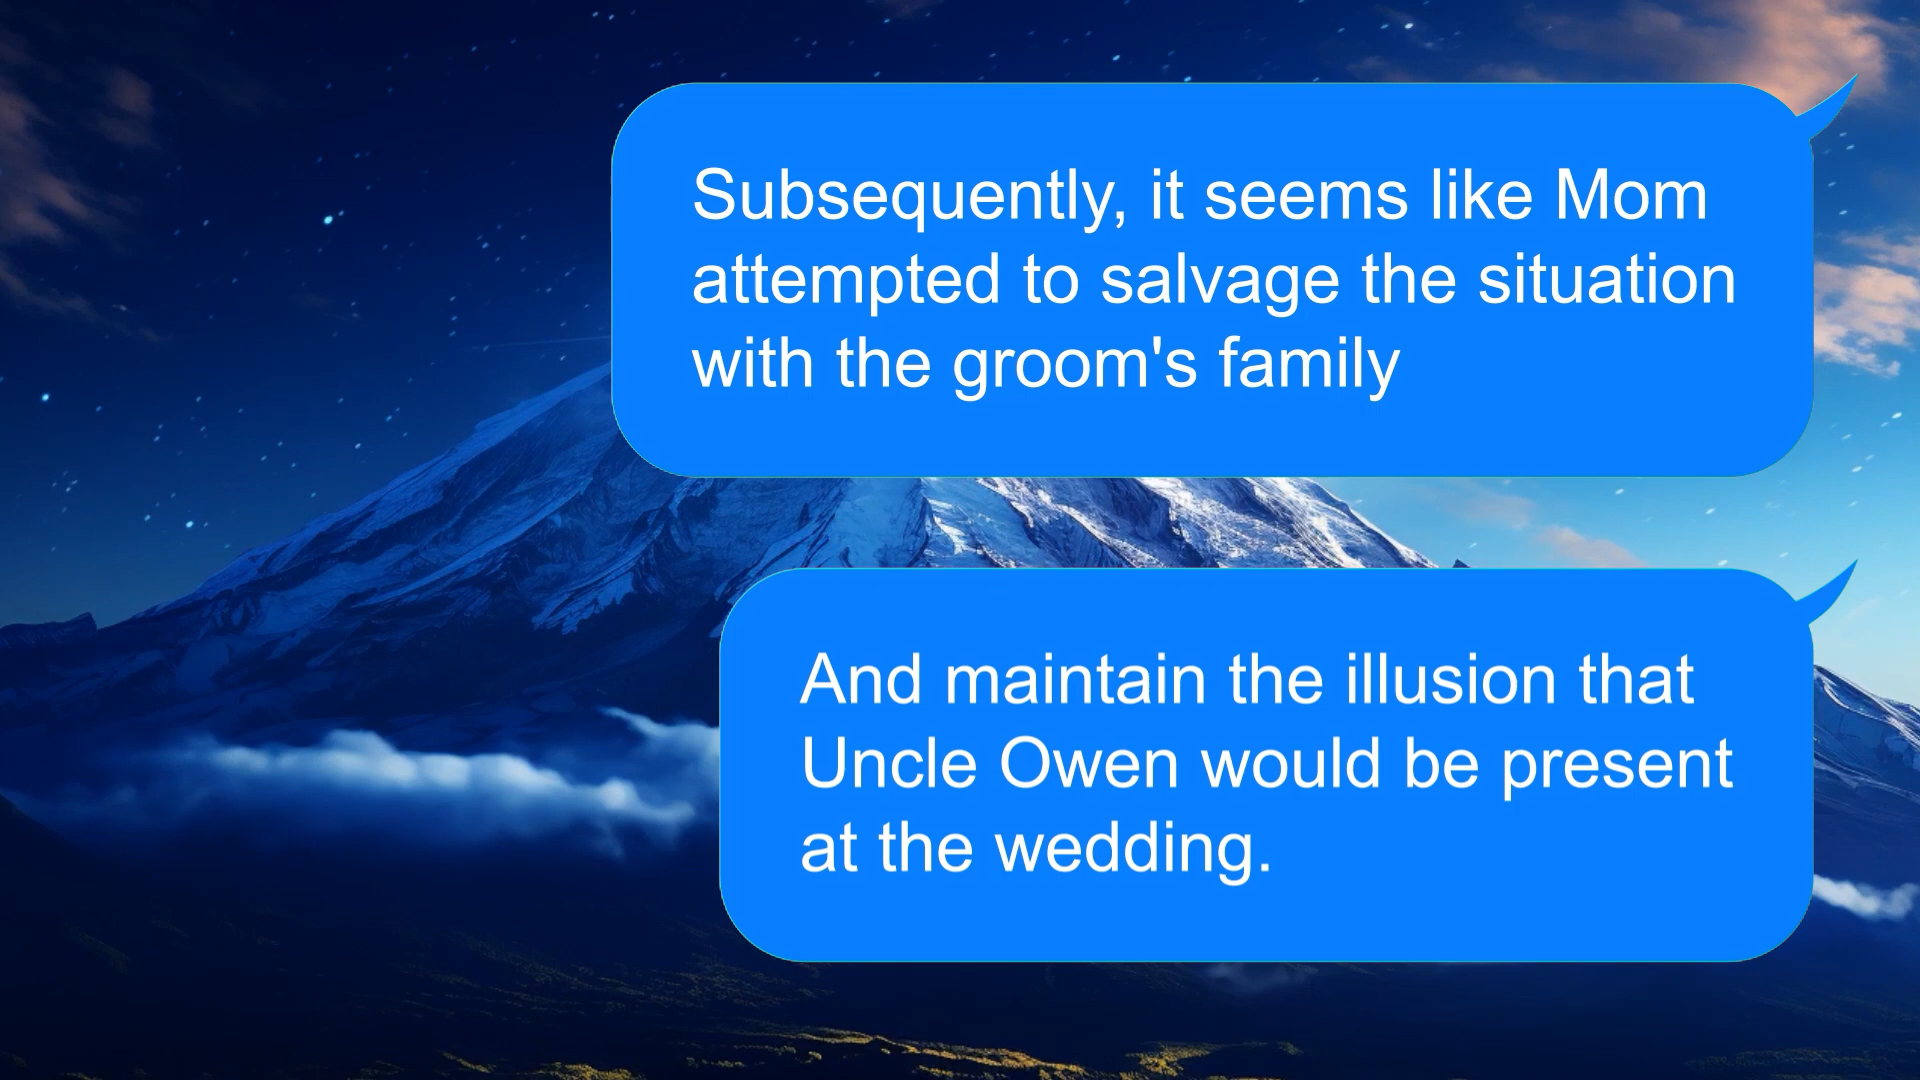 Subsequently, it seems like Mom
attempted to salvage the situation
with the groom's family
And maintain the illusion that
Uncle Owen would be present
at the wedding.